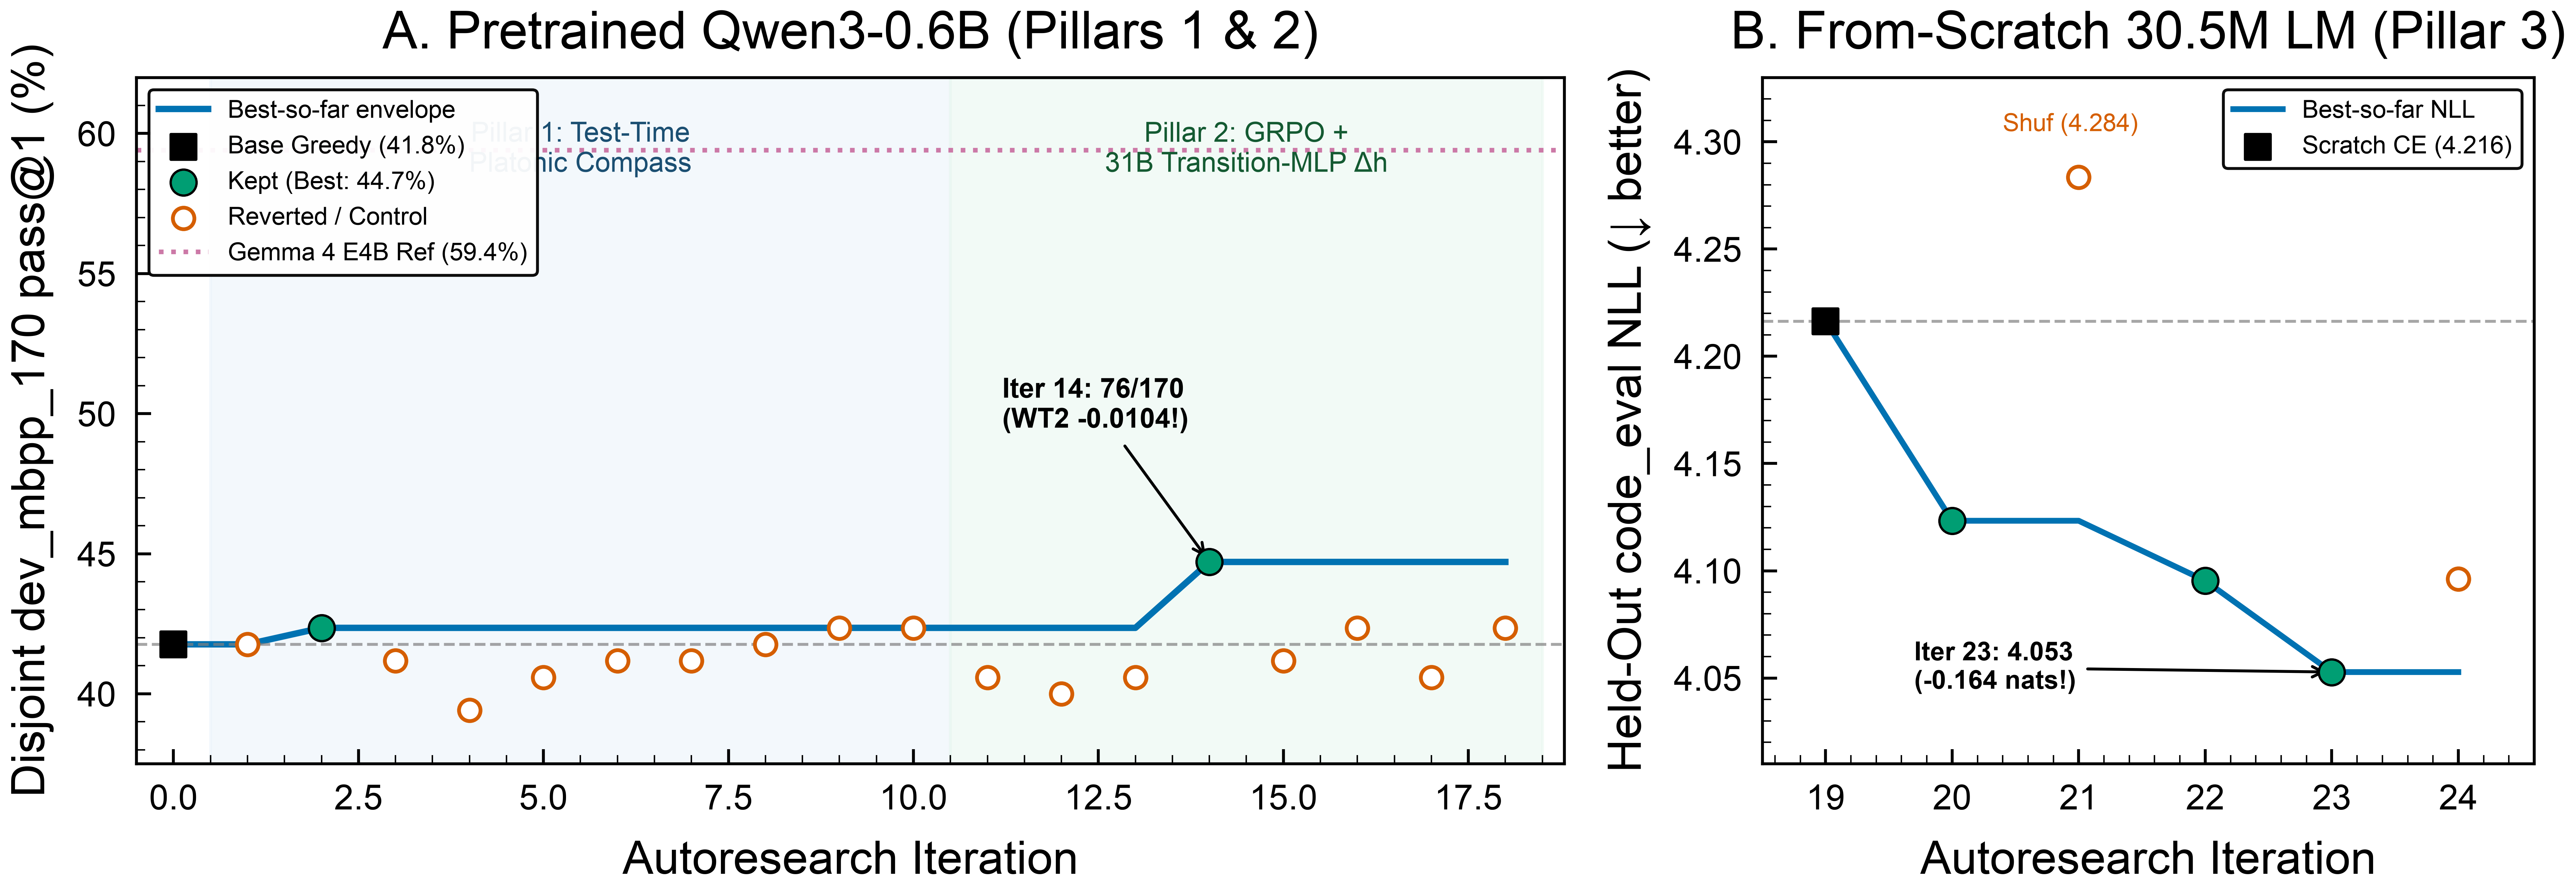 A. Pretrained Qwen3-0.6B (Pillars 1 & 2)
Disjoint dev_mbpp_170 pass@1 (%)
60
55
50
45
40
Best-so-far envelope
Base Greedy (41.8%)
Kept (Best: 44.7%)
Reverted / Control
Gemma 4 E4B Ref (59.4%)
Pillar 1: Test-Time
Platonic Compass
Pillar 2: GRPO +
31B Transition-MLP Δh
Iter 14: 76/170
(WT2 -0.0104!)
0.0 2.5 5.0 7.5 10.0 12.5 15.0 17.5
Autoresearch Iteration
B. From-Scratch 30.5M LM (Pillar 3)
Held-Out code_eval NLL (↓ better)
4.30
4.25
4.20
4.15
4.10
4.05
Shuf (4.284)
Best-so-far NLL
Scratch CE (4.216)
Iter 23: 4.053
(-0.164 nats!)
19 20 21 22 23 24
Autoresearch Iteration